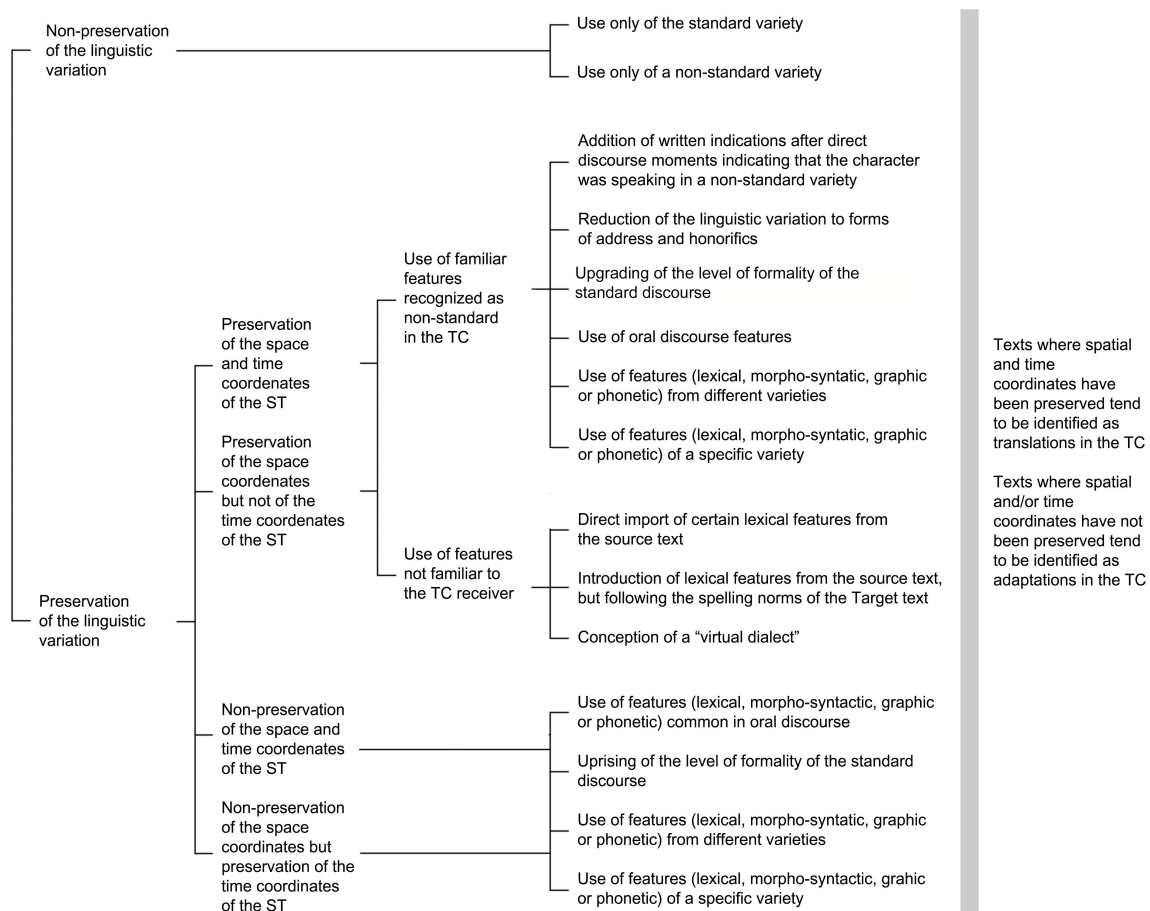 Non-preservation
of the linguistic
variation
Use only of the standard variety
Use only of a non-standard variety
Preservation
of the linguistic
variation
Preservation
of the space
and time
coordenates
of the ST
Preservation
of the space
coordenates
but not of the
time coordenates
of the ST
Use of familiar
features
recognized as
non-standard
in the TC
Addition of written indications after direct
discourse moments indicating that the character
was speaking in a non-standard variety
Reduction of the linguistic variation to forms
of address and honorifics
Upgrading of the level of formality of the
standard discourse
Use of oral discourse features
Use of features (lexical, morpho-syntatic, graphic
or phonetic) from different varieties
Use of features (lexical, morpho-syntatic, graphic
or phonetic) of a specific variety
Use of features
not familiar to
the TC receiver
Direct import of certain lexical features from
the source text
Introduction of lexical features from the source text,
but following the spelling norms of the Target text
Conception of a “virtual dialect”
Non-preservation
of the space and
time coordenates
of the ST
Non-preservation
of the space
coordinates but
preservation of the
time coordinates
of the ST
Use of features (lexical, morpho-syntactic, graphic
or phonetic) common in oral discourse
Uprising of the level of formality of the standard
discourse
Use of features (lexical, morpho-syntatic, graphic
or phonetic) from different varieties
Use of features (lexical, morpho-syntactic, grahic
or phonetic) of a specific variety
Texts where spatial
and time
coordinates have
been preserved tend
to be identified as
translations in the TC
Texts where spatial
and/or time
coordinates have not
been preserved tend
to be identified as
adaptations in the TC